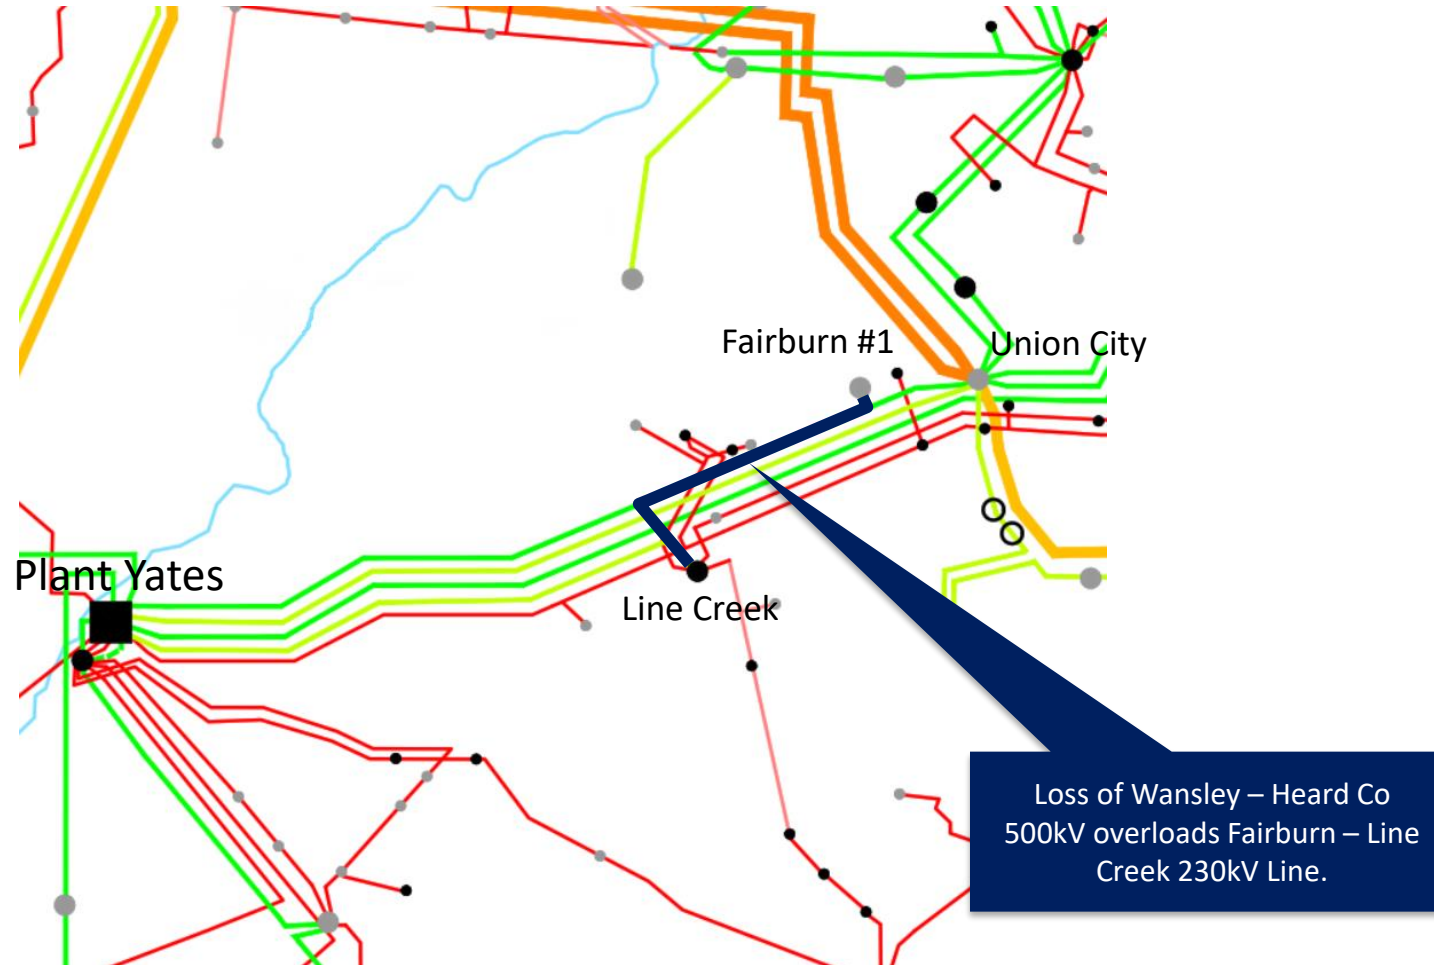 Fairburn #1
Union City
Plant Yates
Line Creek
Loss of Wansley – Heard Co
500kV overloads Fairburn – Line
Creek 230kV Line.